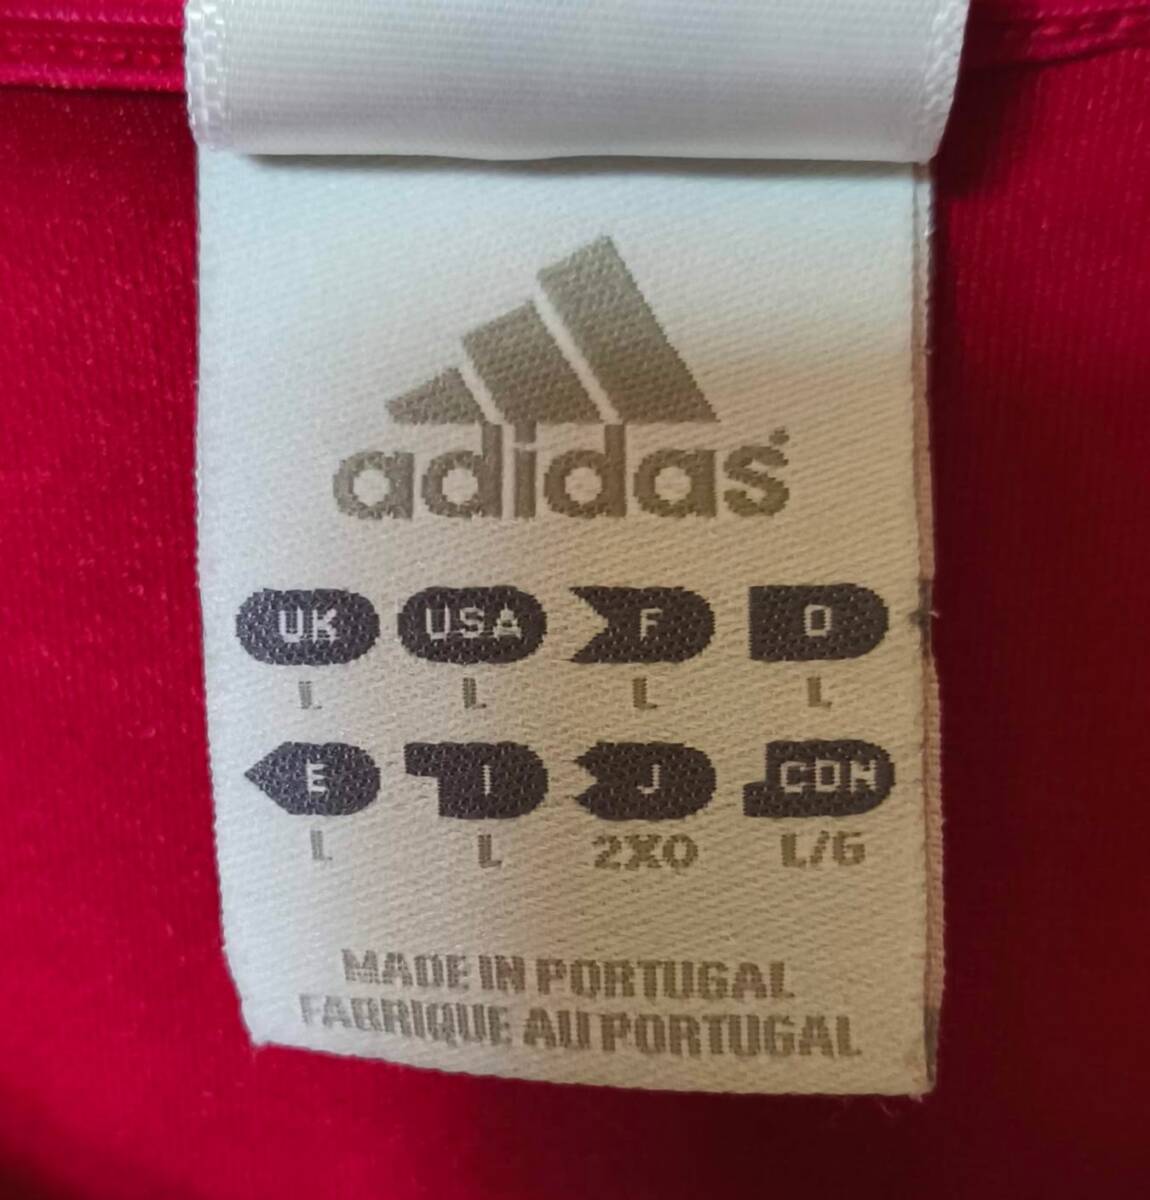 adidas
UK USA F D
L L L L
E I J CDN
L L 2XO L/G
MADE IN PORTUGAL
FABRIQUE AU PORTUGAL